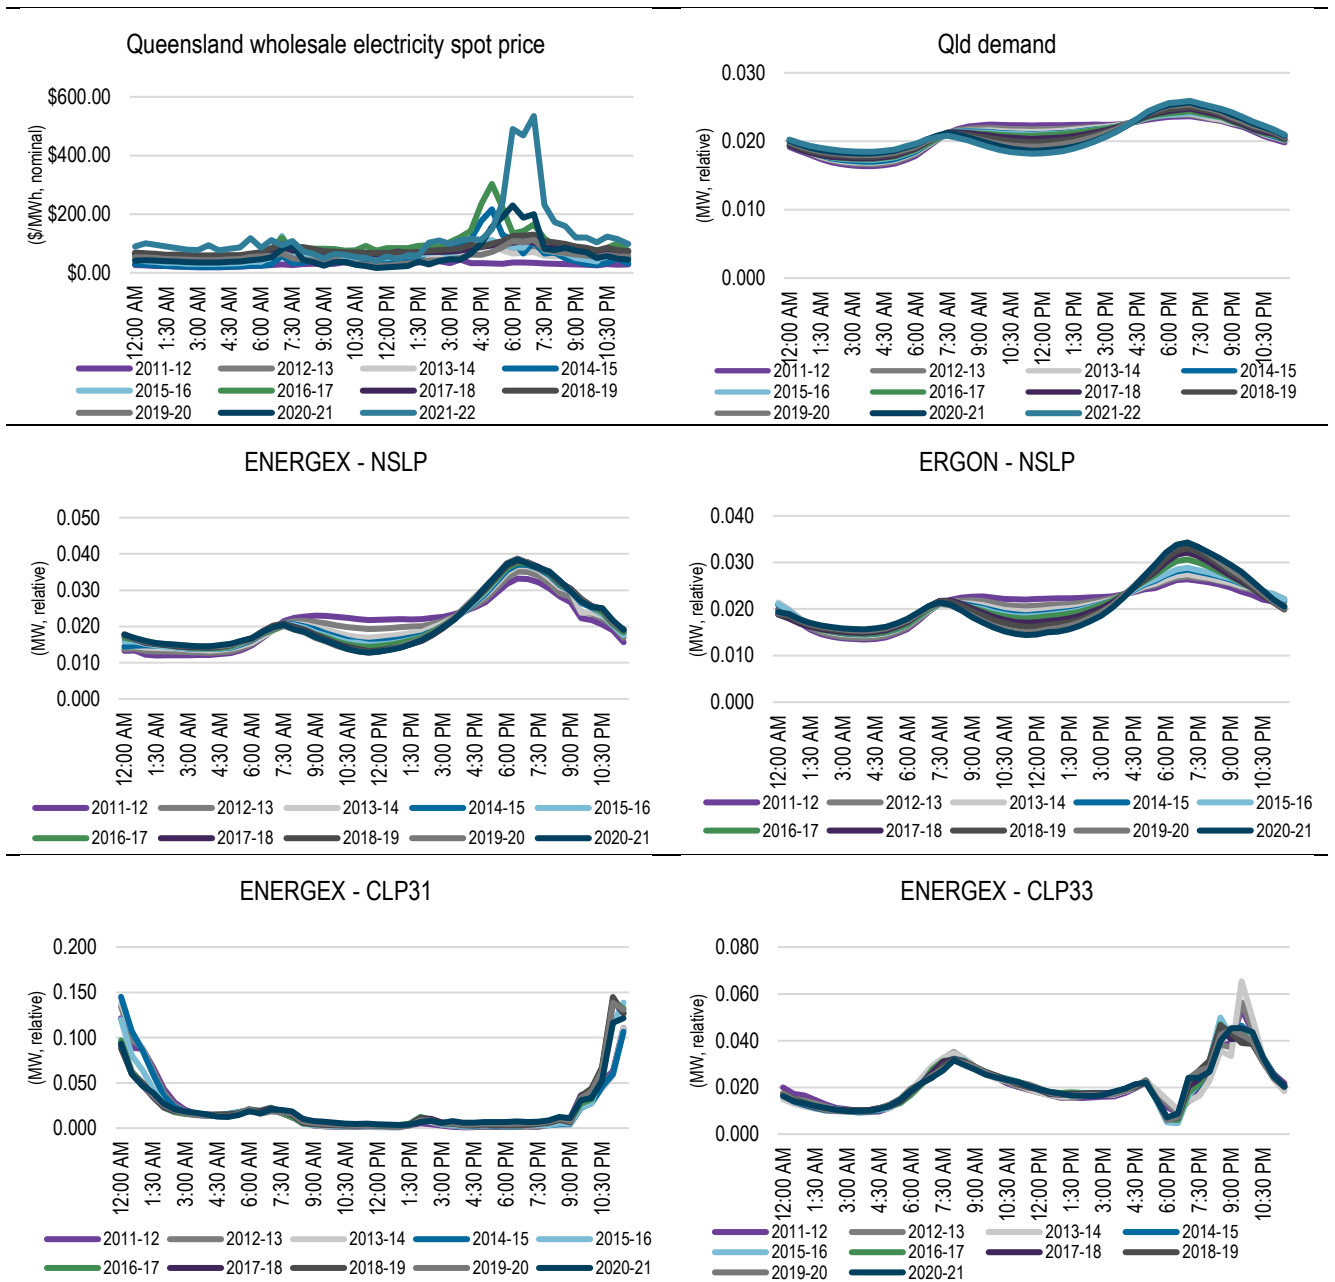 Queensland wholesale electricity spot price
($/MWh, nominal)
$600.00
$400.00
$200.00
$0.00
12:00 AM
1:30 AM
3:00 AM
4:30 AM
6:00 AM
7:30 AM
9:00 AM
10:30 AM
12:00 PM
1:30 PM
3:00 PM
4:30 PM
6:00 PM
7:30 PM
9:00 PM
10:30 PM
2011-12 2012-13 2013-14 2014-15
2015-16 2016-17 2017-18 2018-19
2019-20 2020-21 2021-22
Qld demand
(MW, relative)
0.030
0.020
0.010
0.000
12:00 AM
1:30 AM
3:00 AM
4:30 AM
6:00 AM
7:30 AM
9:00 AM
10:30 AM
12:00 PM
1:30 PM
3:00 PM
4:30 PM
6:00 PM
7:30 PM
9:00 PM
10:30 PM
2011-12 2012-13 2013-14 2014-15
2015-16 2016-17 2017-18 2018-19
2019-20 2020-21 2021-22
ENERGEX - NSLP
(MW, relative)
0.050
0.040
0.030
0.020
0.010
0.000
12:00 AM
1:30 AM
3:00 AM
4:30 AM
6:00 AM
7:30 AM
9:00 AM
10:30 AM
12:00 PM
1:30 PM
3:00 PM
4:30 PM
6:00 PM
7:30 PM
9:00 PM
10:30 PM
2011-12 2012-13 2013-14 2014-15 2015-16
2016-17 2017-18 2018-19 2019-20 2020-21
ERGON - NSLP
(MW, relative)
0.040
0.030
0.020
0.010
0.000
12:00 AM
1:30 AM
3:00 AM
4:30 AM
6:00 AM
7:30 AM
9:00 AM
10:30 AM
12:00 PM
1:30 PM
3:00 PM
4:30 PM
6:00 PM
7:30 PM
9:00 PM
10:30 PM
2011-12 2012-13 2013-14 2014-15 2015-16
2016-17 2017-18 2018-19 2019-20 2020-21
ENERGEX - CLP31
(MW, relative)
0.200
0.150
0.100
0.050
0.000
12:00 AM
1:30 AM
3:00 AM
4:30 AM
6:00 AM
7:30 AM
9:00 AM
10:30 AM
12:00 PM
1:30 PM
3:00 PM
4:30 PM
6:00 PM
7:30 PM
9:00 PM
10:30 PM
2011-12 2012-13 2013-14 2014-15 2015-16
2016-17 2017-18 2018-19 2019-20 2020-21
ENERGEX - CLP33
(MW, relative)
0.080
0.060
0.040
0.020
0.000
12:00 AM
1:30 AM
3:00 AM
4:30 AM
6:00 AM
7:30 AM
9:00 AM
10:30 AM
12:00 PM
1:30 PM
3:00 PM
4:30 PM
6:00 PM
7:30 PM
9:00 PM
10:30 PM
2011-12 2012-13 2013-14 2014-15
2015-16 2016-17 2017-18 2018-19
2019-20 2020-21